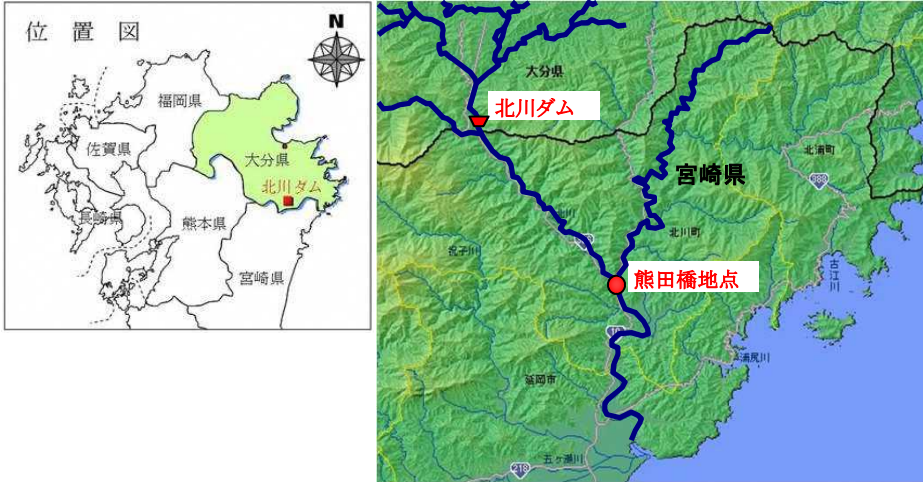 位置図
N
福岡県
佐賀県
大分県
北川ダム
長崎県
熊本県
宮崎県
大分県
北川ダム
北浦町
宮崎県
388
北川町
祝子川
熊田橋地点
古江川
10
浦尻川
延岡市
五ヶ瀬川
218